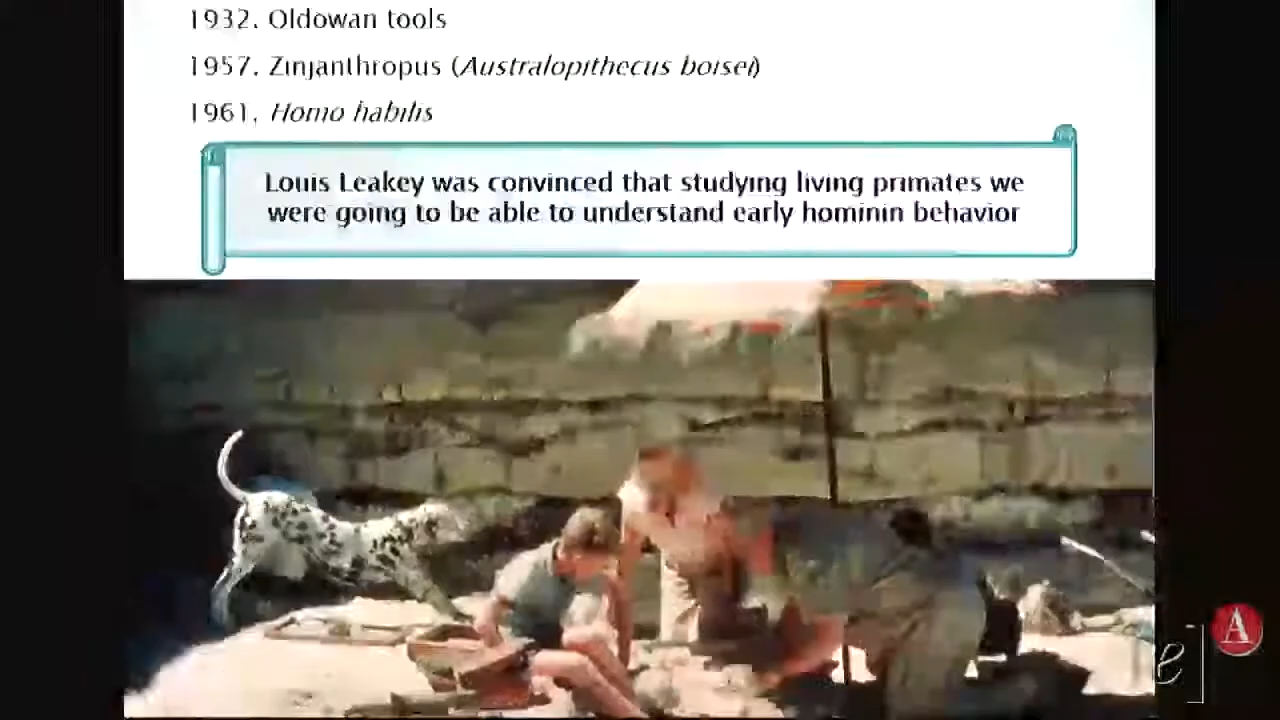 1932. Oldowan tools
1957. Zinjanthropus (Australopithecus boisei)
1961. Homo habilis
Louis Leakey was convinced that studying living primates we
were going to be able to understand early hominin behavior
A
e]